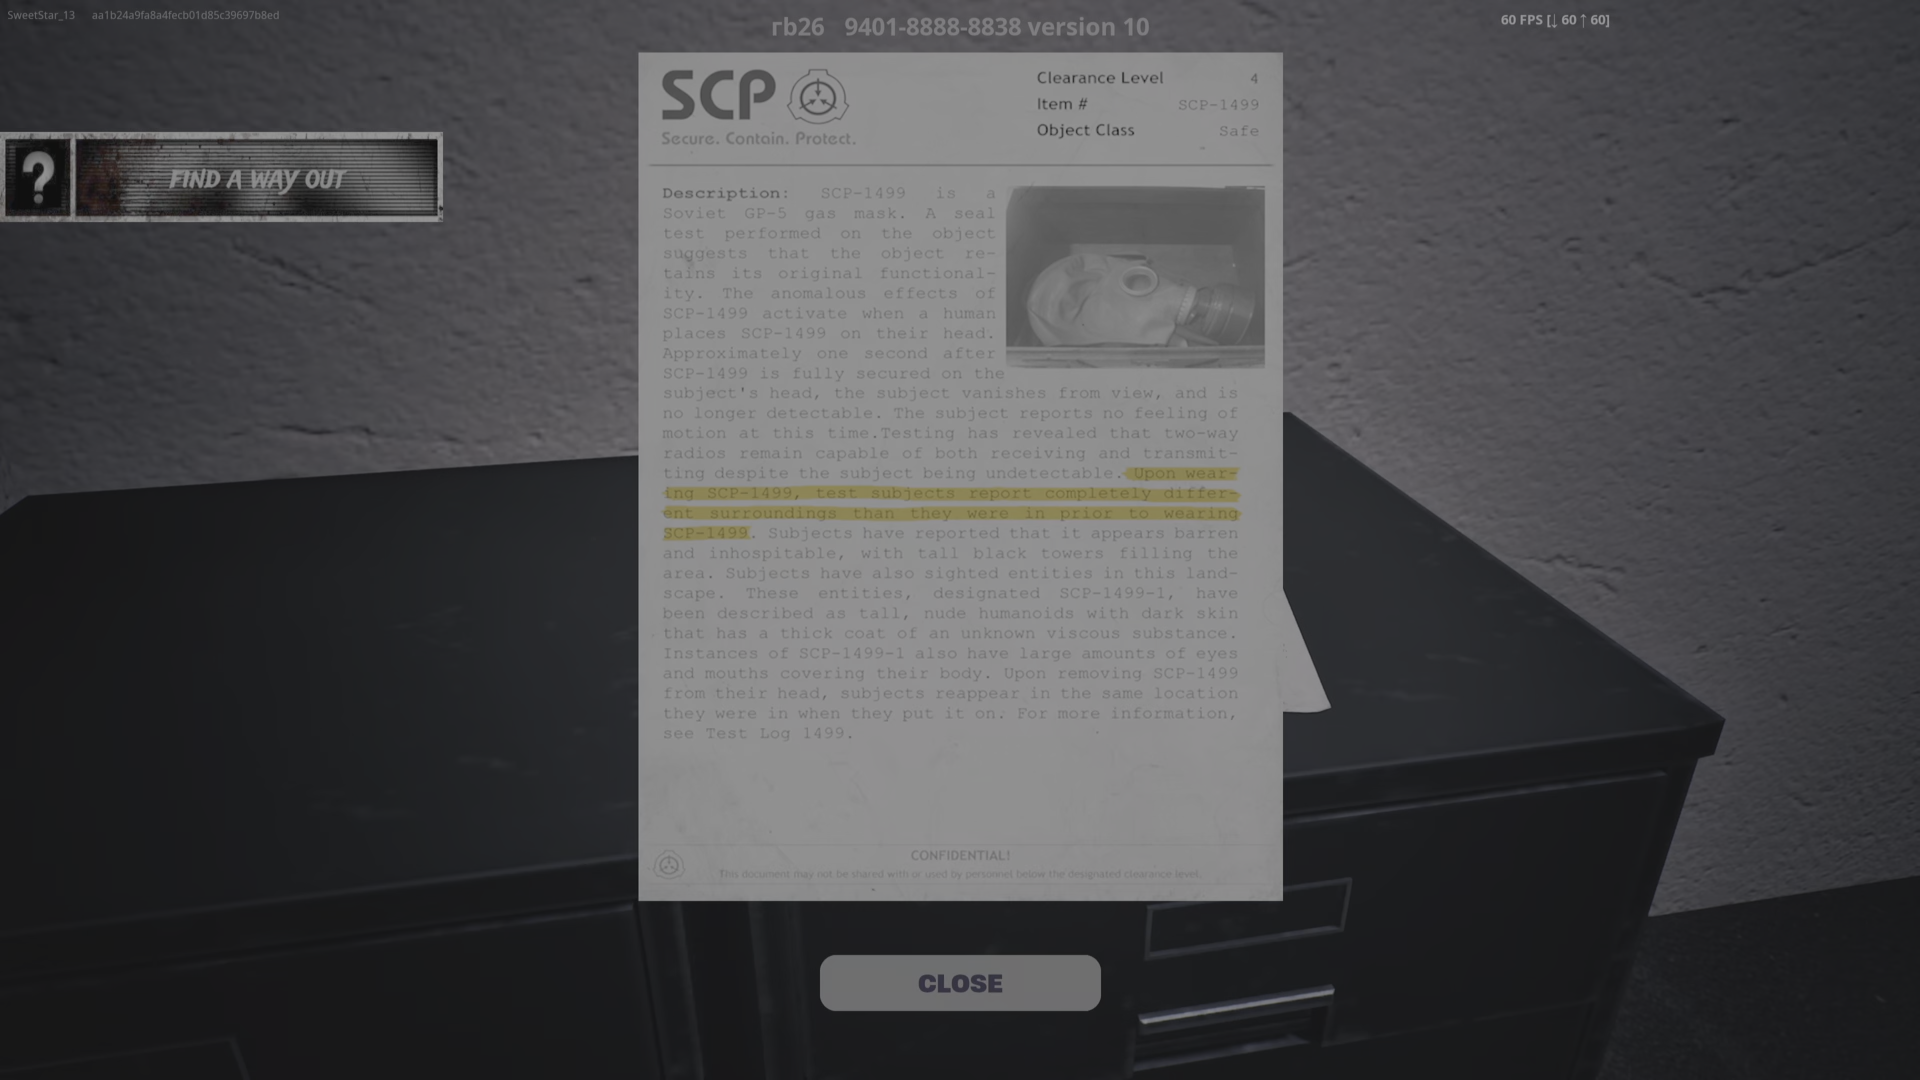 SweetStar_13 aa1b24a9fa8a4fecb01d85c39697b8ed
rb26 9401-8888-8838 version 10
60 FPS [↓ 60 ↑ 60]
?
FIND A WAY OUT
SCP
Secure. Contain. Protect.
Clearance Level 4
Item # SCP-1499
Object Class Safe
Description: SCP-1499 is a
Soviet GP-5 gas mask. A seal
test performed on the object
suggests that the object re-
tains its original functional-
ity. The anomalous effects of
SCP-1499 activate when a human
places SCP-1499 on their head.
Approximately one second after
SCP-1499 is fully secured on the
subject's head, the subject vanishes from view, and is
no longer detectable. The subject reports no feeling of
motion at this time.Testing has revealed that two-way
radios remain capable of both receiving and transmit-
ting despite the subject being undetectable. Upon wear-
ing SCP-1499, test subjects report completely differ-
ent surroundings than they were in prior to wearing
SCP-1499. Subjects have reported that it appears barren
and inhospitable, with tall black towers filling the
area. Subjects have also sighted entities in this land-
scape. These entities, designated SCP-1499-1, have
been described as tall, nude humanoids with dark skin
that has a thick coat of an unknown viscous substance.
Instances of SCP-1499-1 also have large amounts of eyes
and mouths covering their body. Upon removing SCP-1499
from their head, subjects reappear in the same location
they were in when they put it on. For more information,
see Test Log 1499.
CONFIDENTIAL!
This document may not be shared with or used by personnel below the designated clearance level.
CLOSE